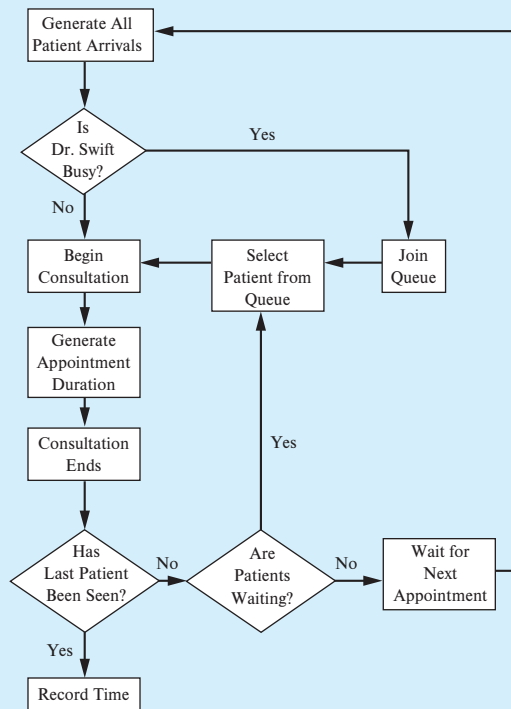 Generate All
Patient Arrivals
Is
Dr. Swift
Busy?
Yes
No
Begin
Consultation
Select
Patient from
Queue
Join
Queue
Generate
Appointment
Duration
Yes
Consultation
Ends
Has
Last Patient
Been Seen?
No
Are
Patients
Waiting?
No
Wait for
Next
Appointment
Yes
Record Time